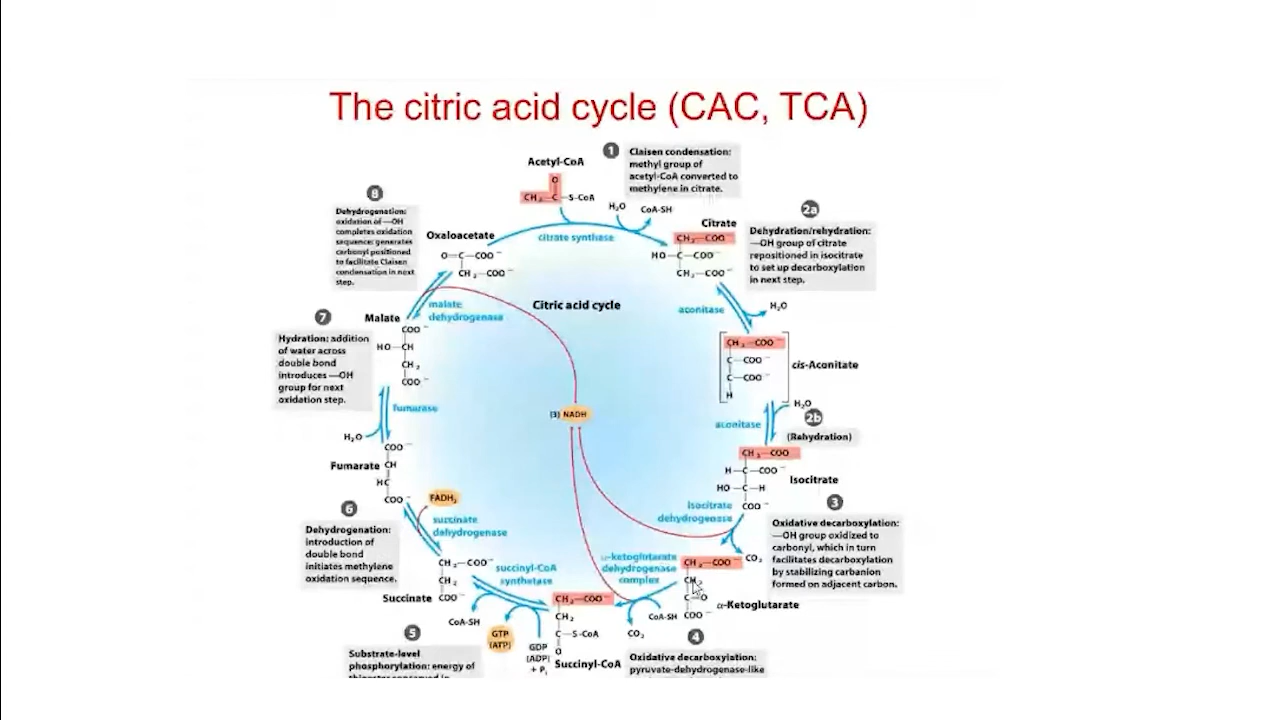 The citric acid cycle (CAC, TCA)
Acetyl-CoA
O
CH₃—C—S-CoA
1
Claisen condensation:
methyl group of
acetyl-CoA converted to
methylene in citrate.
H₂O
CoA-SH
citrate synthase
Citrate
CH₂—COO⁻
HO—C—COO⁻
CH₂—COO⁻
2a
Dehydration/rehydration:
—OH group of citrate
repositioned in isocitrate
to set up decarboxylation
in next step.
aconitase
H₂O
CH₂—COO⁻
C—COO⁻
C—COO⁻
H
cis-Aconitate
H₂O
aconitase
2b
(Rehydration)
CH₂—COO⁻
H—C—COO⁻
HO—C—H
COO⁻
Isocitrate
isocitrate
dehydrogenase
3
Oxidative decarboxylation:
—OH group oxidized to
carbonyl, which in turn
facilitates decarboxylation
by stabilizing carbanion
formed on adjacent carbon.
CO₂
CH₂—COO⁻
CH₂
C=O
COO⁻
α-Ketoglutarate
α-ketoglutarate
dehydrogenase
complex
CoA-SH
CO₂
4
Oxidative decarboxylation:
pyruvate-dehydrogenase-like
CH₂—COO⁻
CH₂
C—S-CoA
O
Succinyl-CoA
succinyl-CoA
synthetase
GDP
(ADP)
+ Pᵢ
GTP
(ATP)
CoA-SH
5
Substrate-level
phosphorylation: energy of
thioester conserved in
CH₂—COO⁻
CH₂
COO⁻
Succinate
succinate
dehydrogenase
FADH₂
6
Dehydrogenation:
introduction of
double bond
initiates methylene
oxidation sequence.
COO⁻
CH
HC
COO⁻
Fumarate
H₂O
fumarase
7
Hydration: addition
of water across
double bond
introduces —OH
group for next
oxidation step.
Malate
COO⁻
HO—CH
CH₂
COO⁻
malate
dehydrogenase
8
Dehydrogenation:
oxidation of —OH
completes oxidation
sequence; generates
carbonyl positioned
to facilitate Claisen
condensation in next
step.
Oxaloacetate
O=C—COO⁻
CH₂—COO⁻
Citric acid cycle
(3) NADH